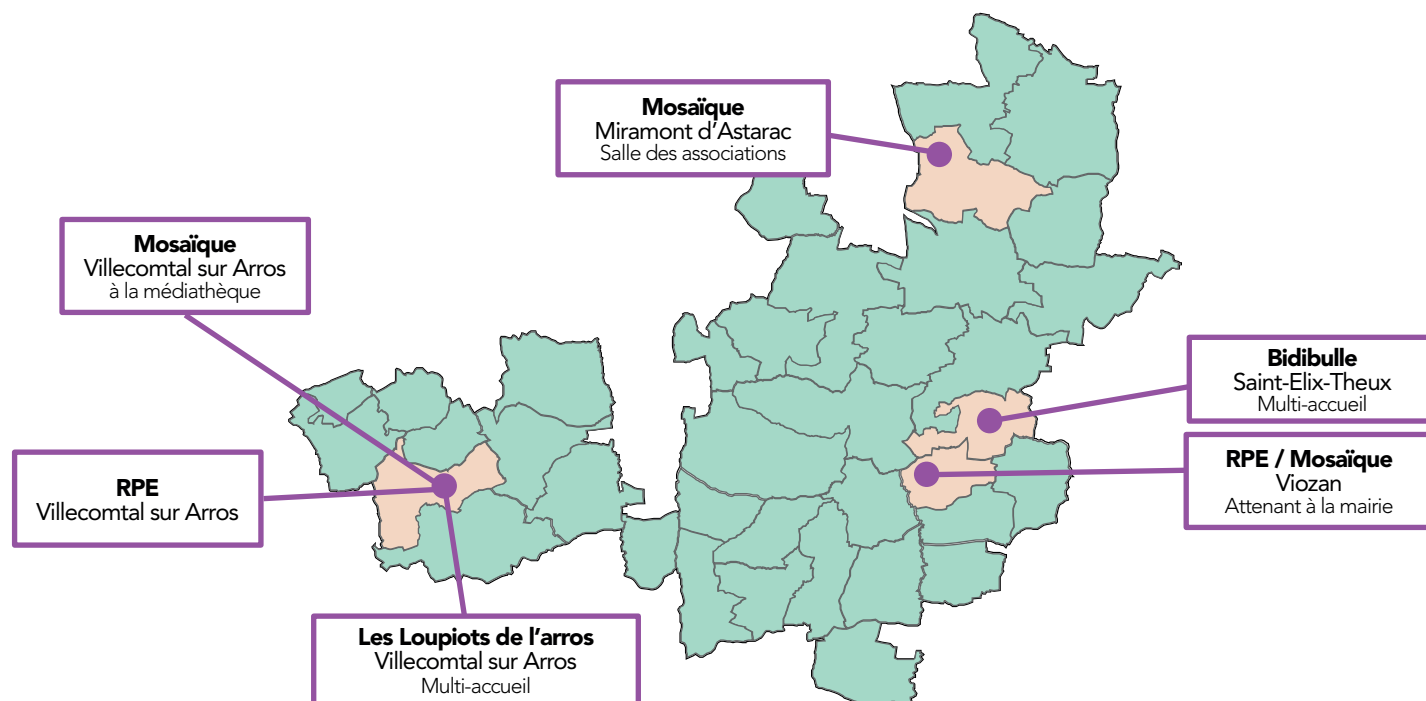 Mosaïque
Miramont d'Astarac
Salle des associations
Mosaïque
Villecomtal sur Arros
à la médiathèque
Bidibulle
Saint-Elix-Theux
Multi-accueil
RPE / Mosaïque
Viozan
Attenant à la mairie
RPE
Villecomtal sur Arros
Les Loupiots de l'arros
Villecomtal sur Arros
Multi-accueil